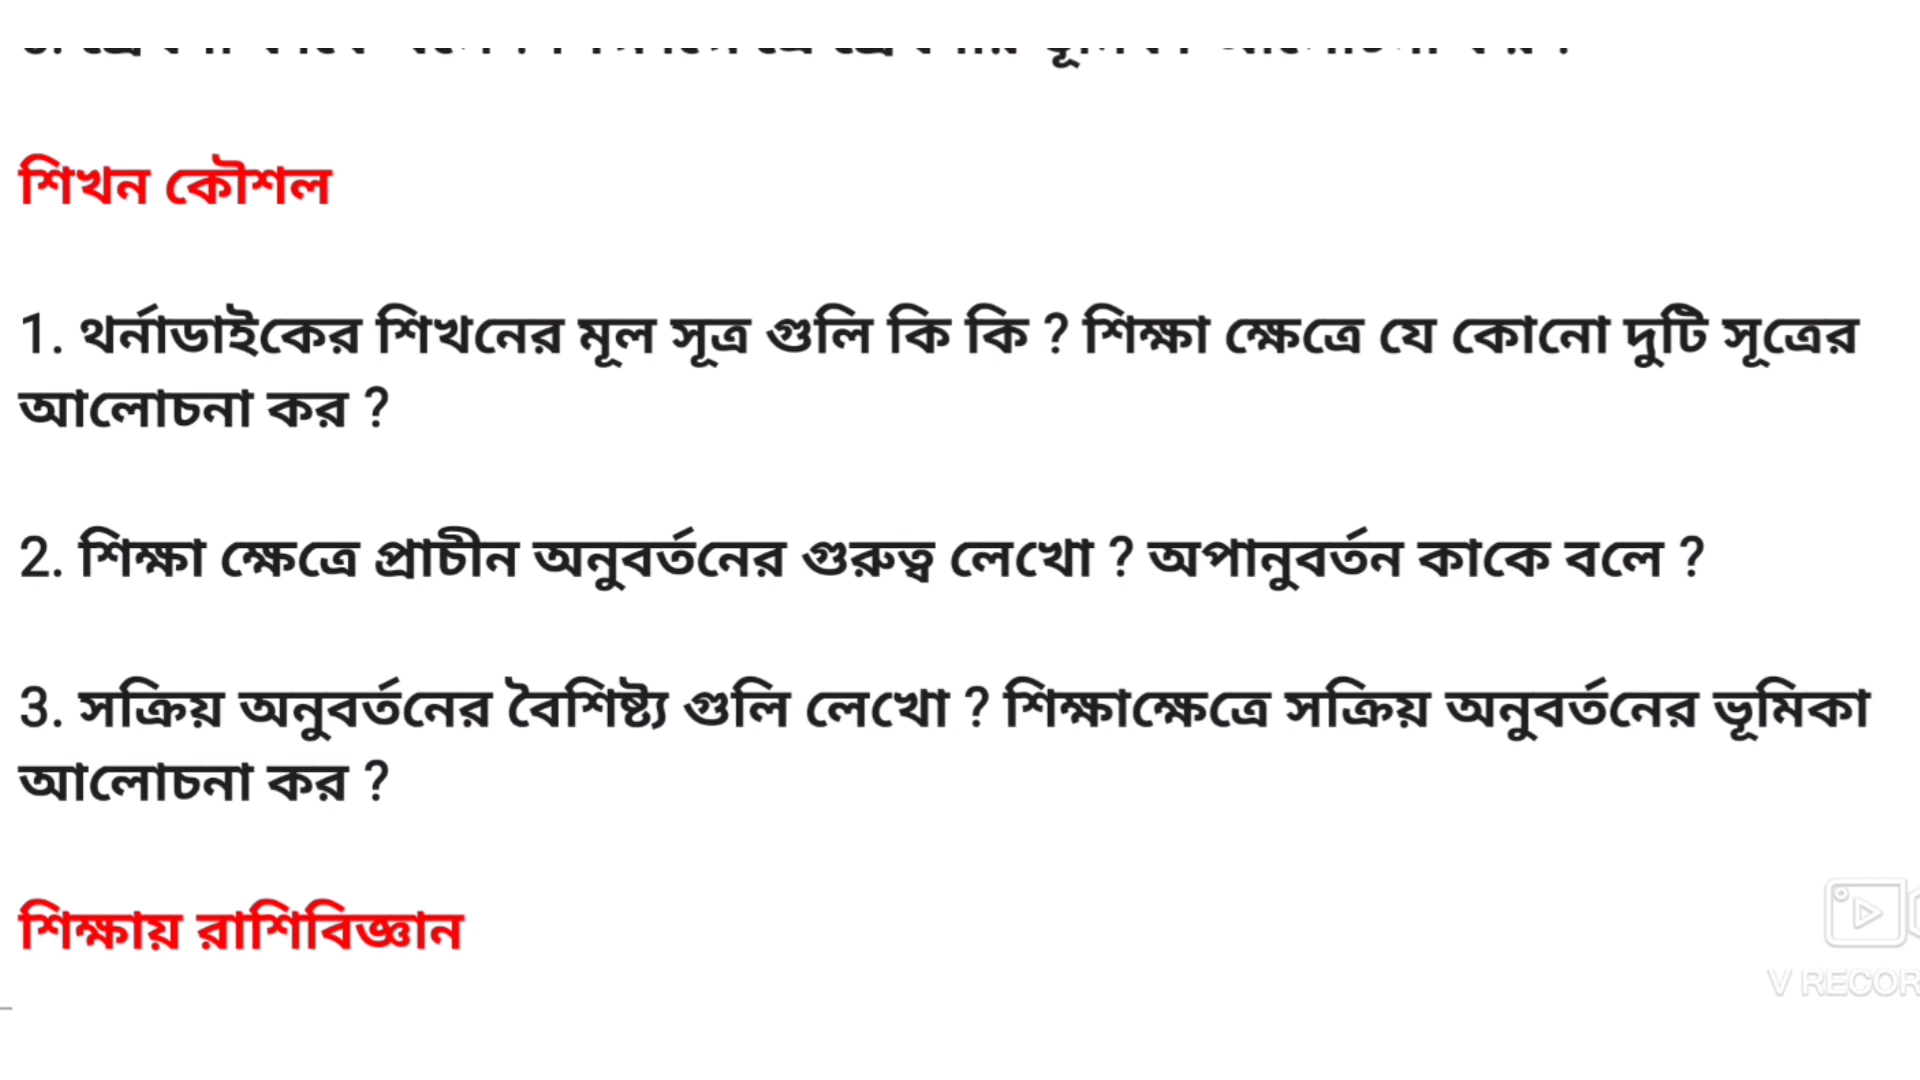 শিখন কৌশল
1. থর্নাডাইকের শিখনের মূল সূত্র গুলি কি কি ? শিক্ষা ক্ষেত্রে যে কোনো দুটি সূত্রের
আলোচনা কর ?
2. শিক্ষা ক্ষেত্রে প্রাচীন অনুবর্তনের গুরুত্ব লেখো ? অপানুবর্তন কাকে বলে ?
3. সক্রিয় অনুবর্তনের বৈশিষ্ট্য গুলি লেখো ? শিক্ষাক্ষেত্রে সক্রিয় অনুবর্তনের ভূমিকা
আলোচনা কর ?
শিক্ষায় রাশিবিজ্ঞান
V RECOR